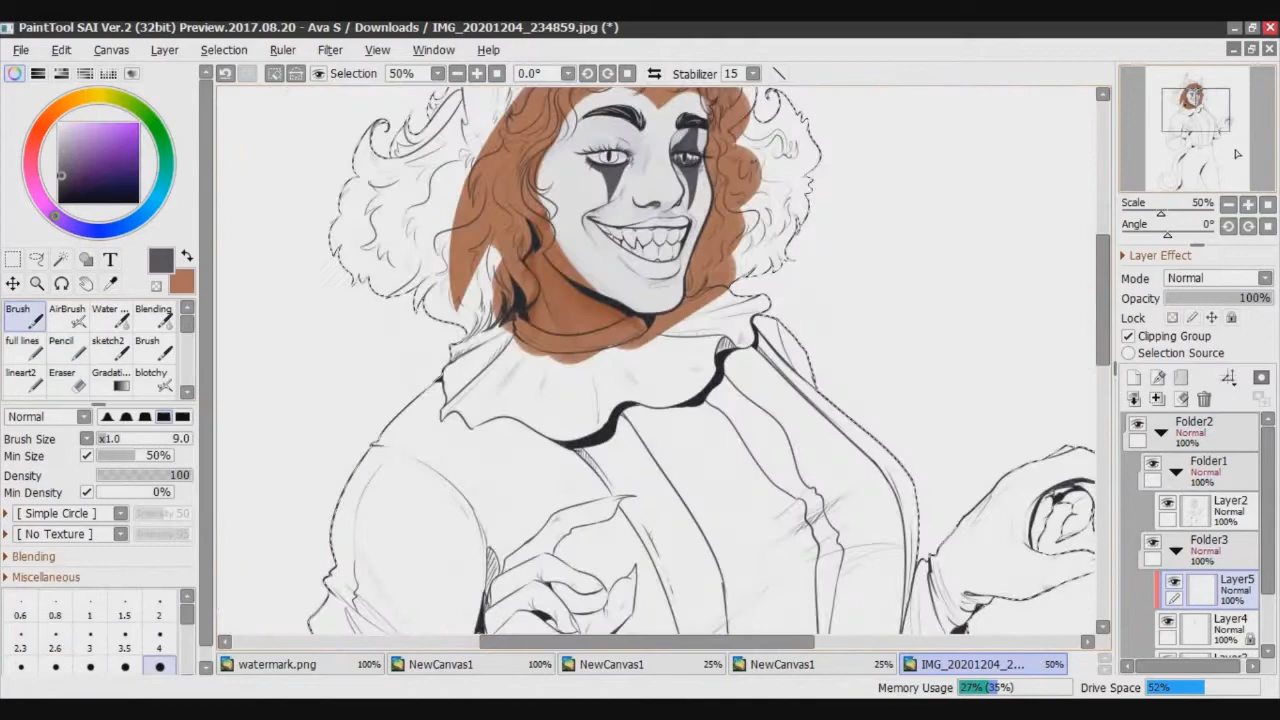 PaintTool SAI Ver.2 (32bit) Preview.2017.08.20 - Ava S / Downloads / IMG_20201204_234859.jpg (*)
File Edit Canvas Layer Selection Ruler Filter View Window Help
Selection 50% 0.0° Stabilizer 15
Scale 50%
Angle 0°
Layer Effect
Mode Normal
Opacity 100%
Lock
Clipping Group
Selection Source
T
Brush AirBrush Water ... Blending
full lines Pencil sketch2 Brush
lineart2 Eraser Gradati... blotchy
Normal
Brush Size x1.0 9.0
Min Size 50%
Density 100
Min Density 0%
[ Simple Circle ] Intensity 50
[ No Texture ]
Blending
Miscellaneous
0.6 0.8 1 1.5 2
2.3 2.6 3 3.5 4
Folder2
Normal
100%
Folder1
Normal
100%
Layer2
Normal
100%
Folder3
Normal
100%
Layer5
Normal
100%
Layer4
Normal
100%
watermark.png 100% NewCanvas1 100% NewCanvas1 25% NewCanvas1 25% IMG_20201204_2... 50%
Memory Usage 27% (35%) Drive Space 52%